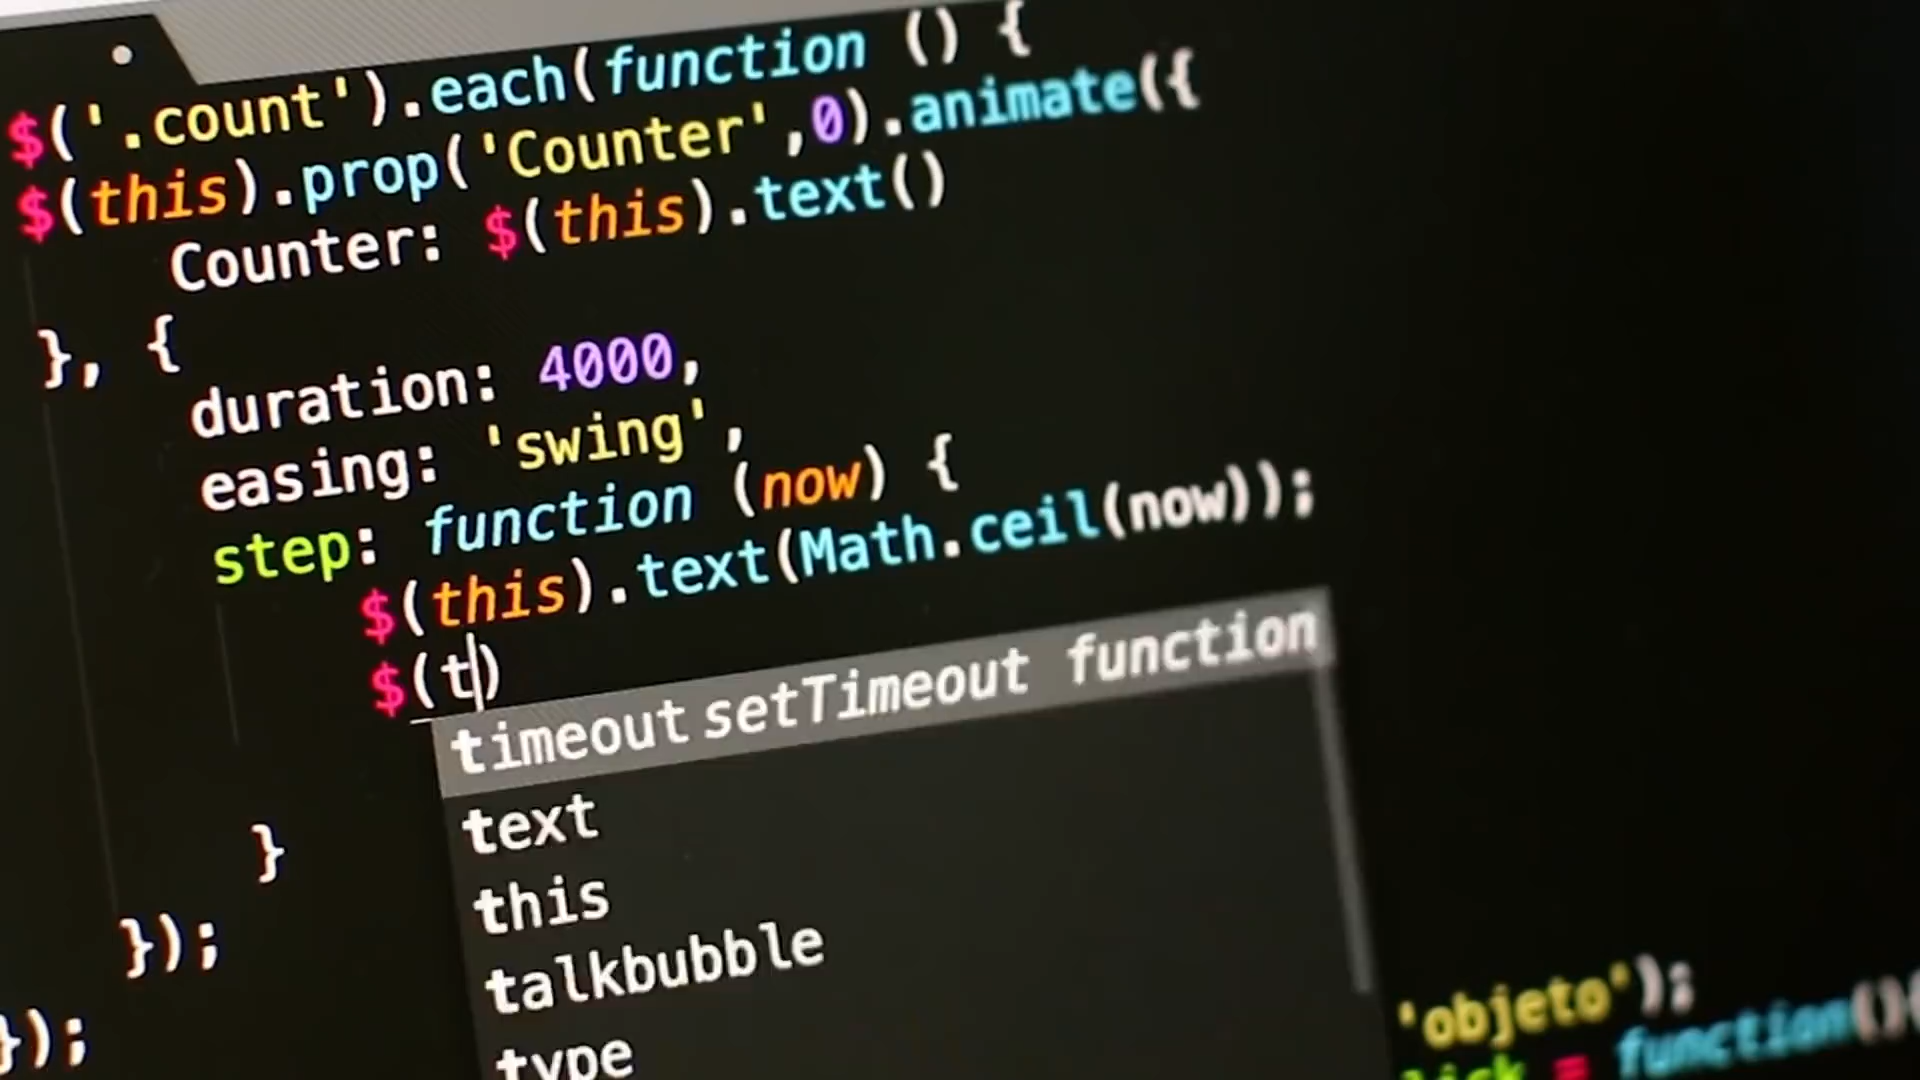 $('.count').each(function () {
$(this).prop('Counter',0).animate({
Counter: $(this).text()
}, {
duration: 4000,
easing: 'swing',
step: function (now) {
$(this).text(Math.ceil(now));
$(t)
timeout setTimeout function
text
this
talkbubble
type
}
});
});
'objeto');
= function(){